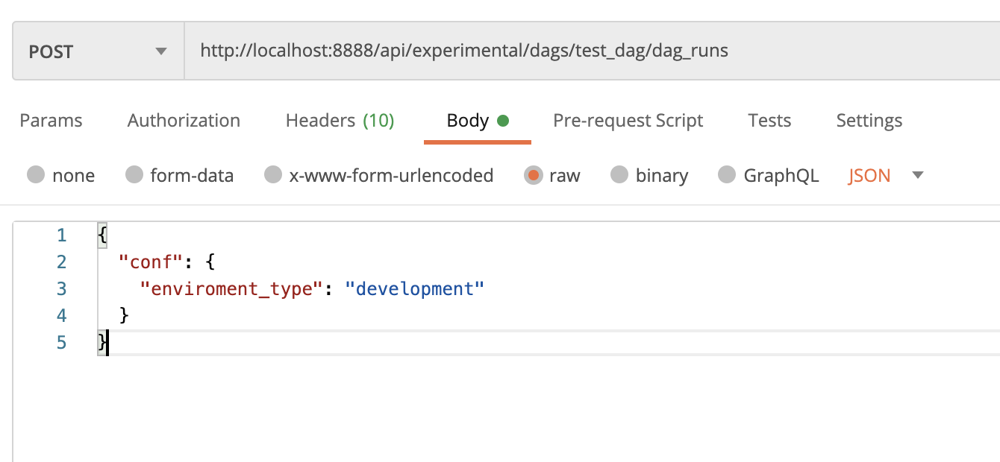 POST http://localhost:8888/api/experimental/dags/test_dag/dag_runs
Params Authorization Headers (10) Body Pre-request Script Tests Settings
none form-data x-www-form-urlencoded raw binary GraphQL JSON
1 {
2 "conf": {
3 "enviroment_type": "development"
4 }
5 }